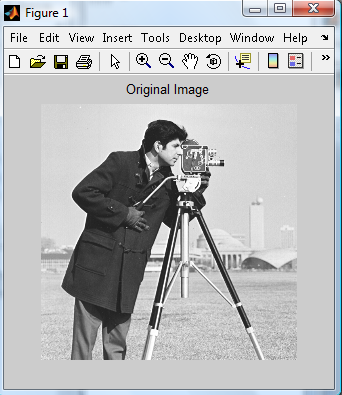 Figure 1
File Edit View Insert Tools Desktop Window Help
Original Image